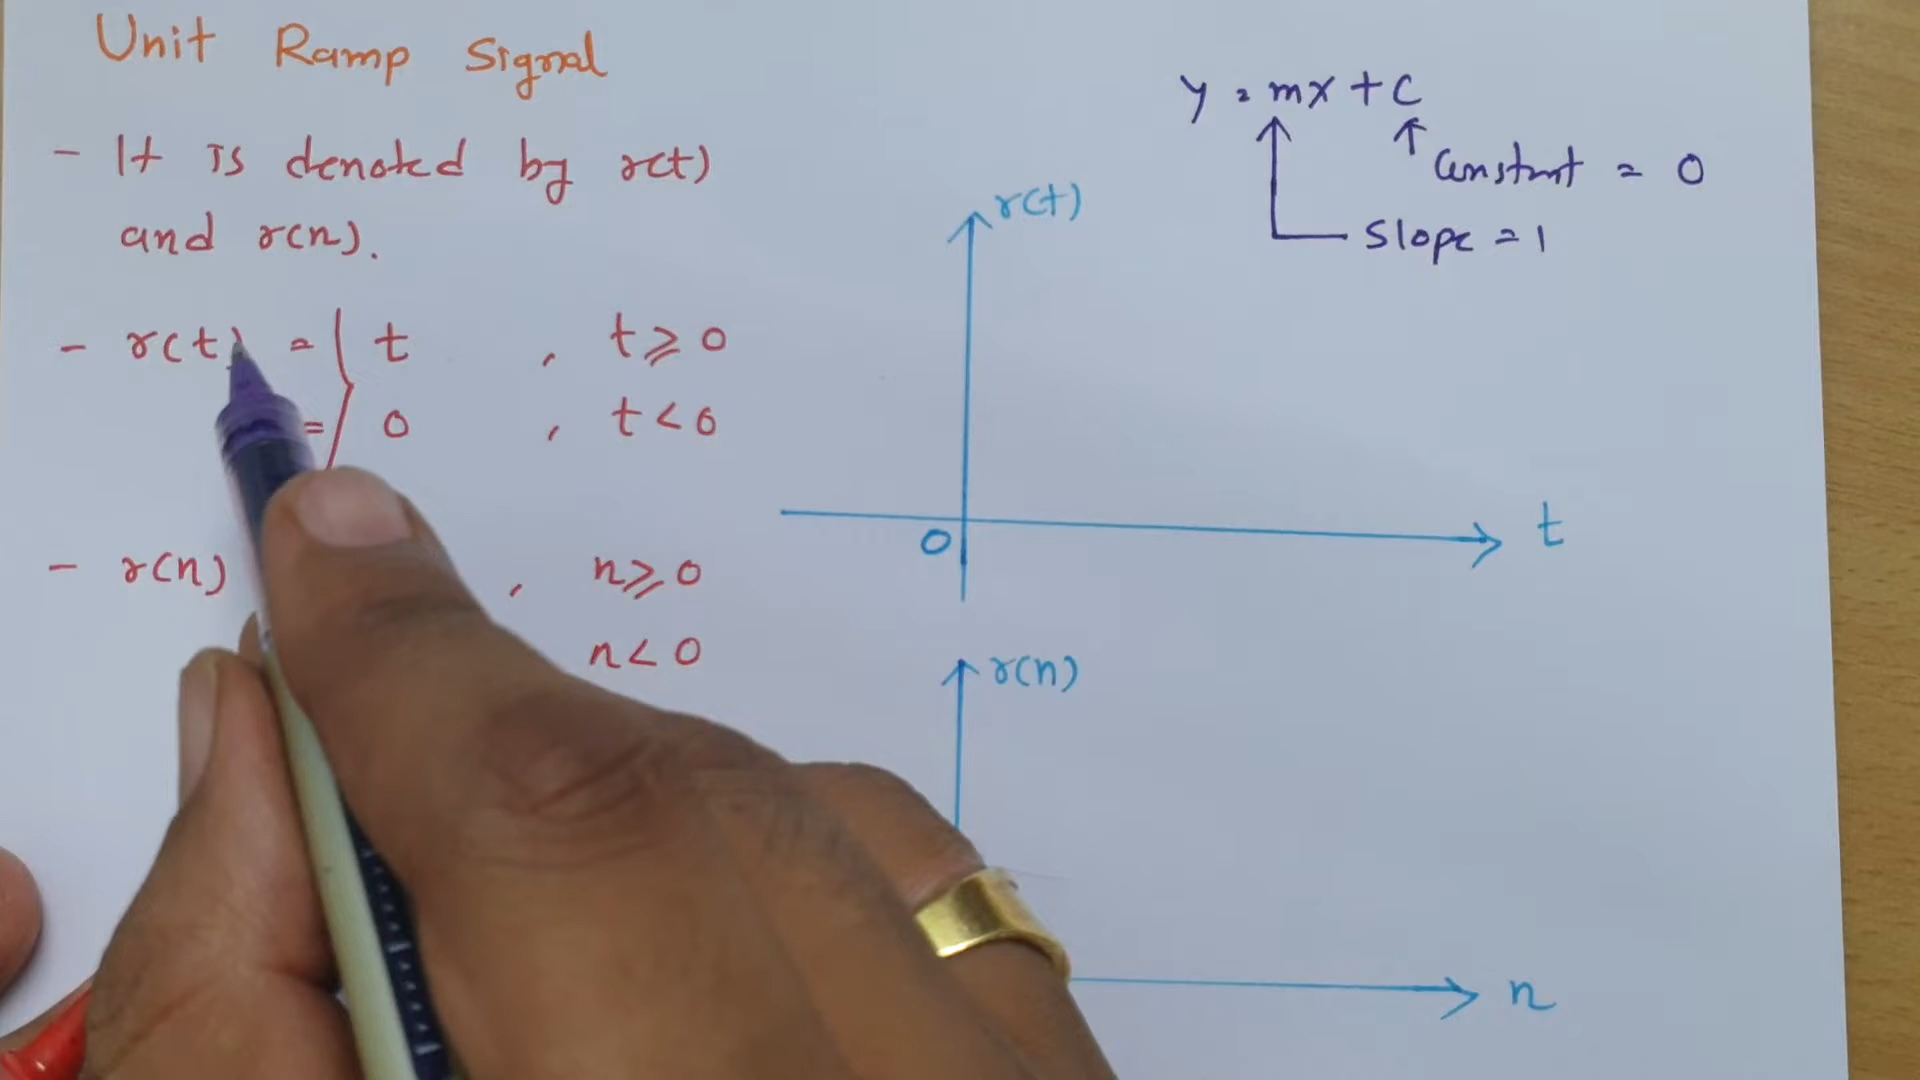 Unit Ramp Signal
- It is denoted by r(t)
and r(n).
- r(t) = { t , t ≥ 0
= 0 , t < 0
- r(n) , n ≥ 0
n < 0
y = mx + c
constant = 0
Slope = 1
r(t)
0
t
r(n)
n